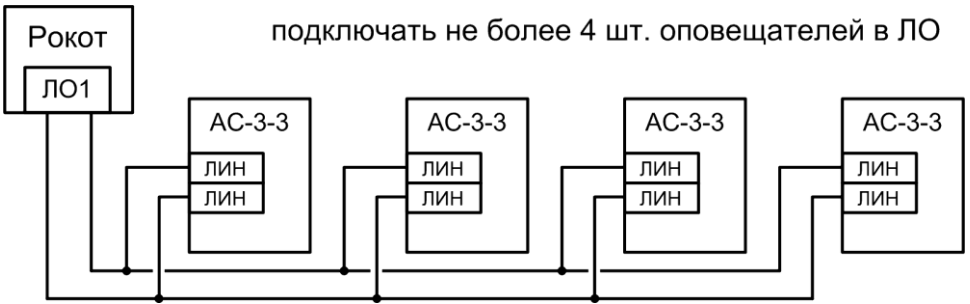 Рокот
ЛО1
подключать не более 4 шт. оповещателей в ЛО
АС-3-3
ЛИН
ЛИН
АС-3-3
ЛИН
ЛИН
АС-3-3
ЛИН
ЛИН
АС-3-3
ЛИН
ЛИН